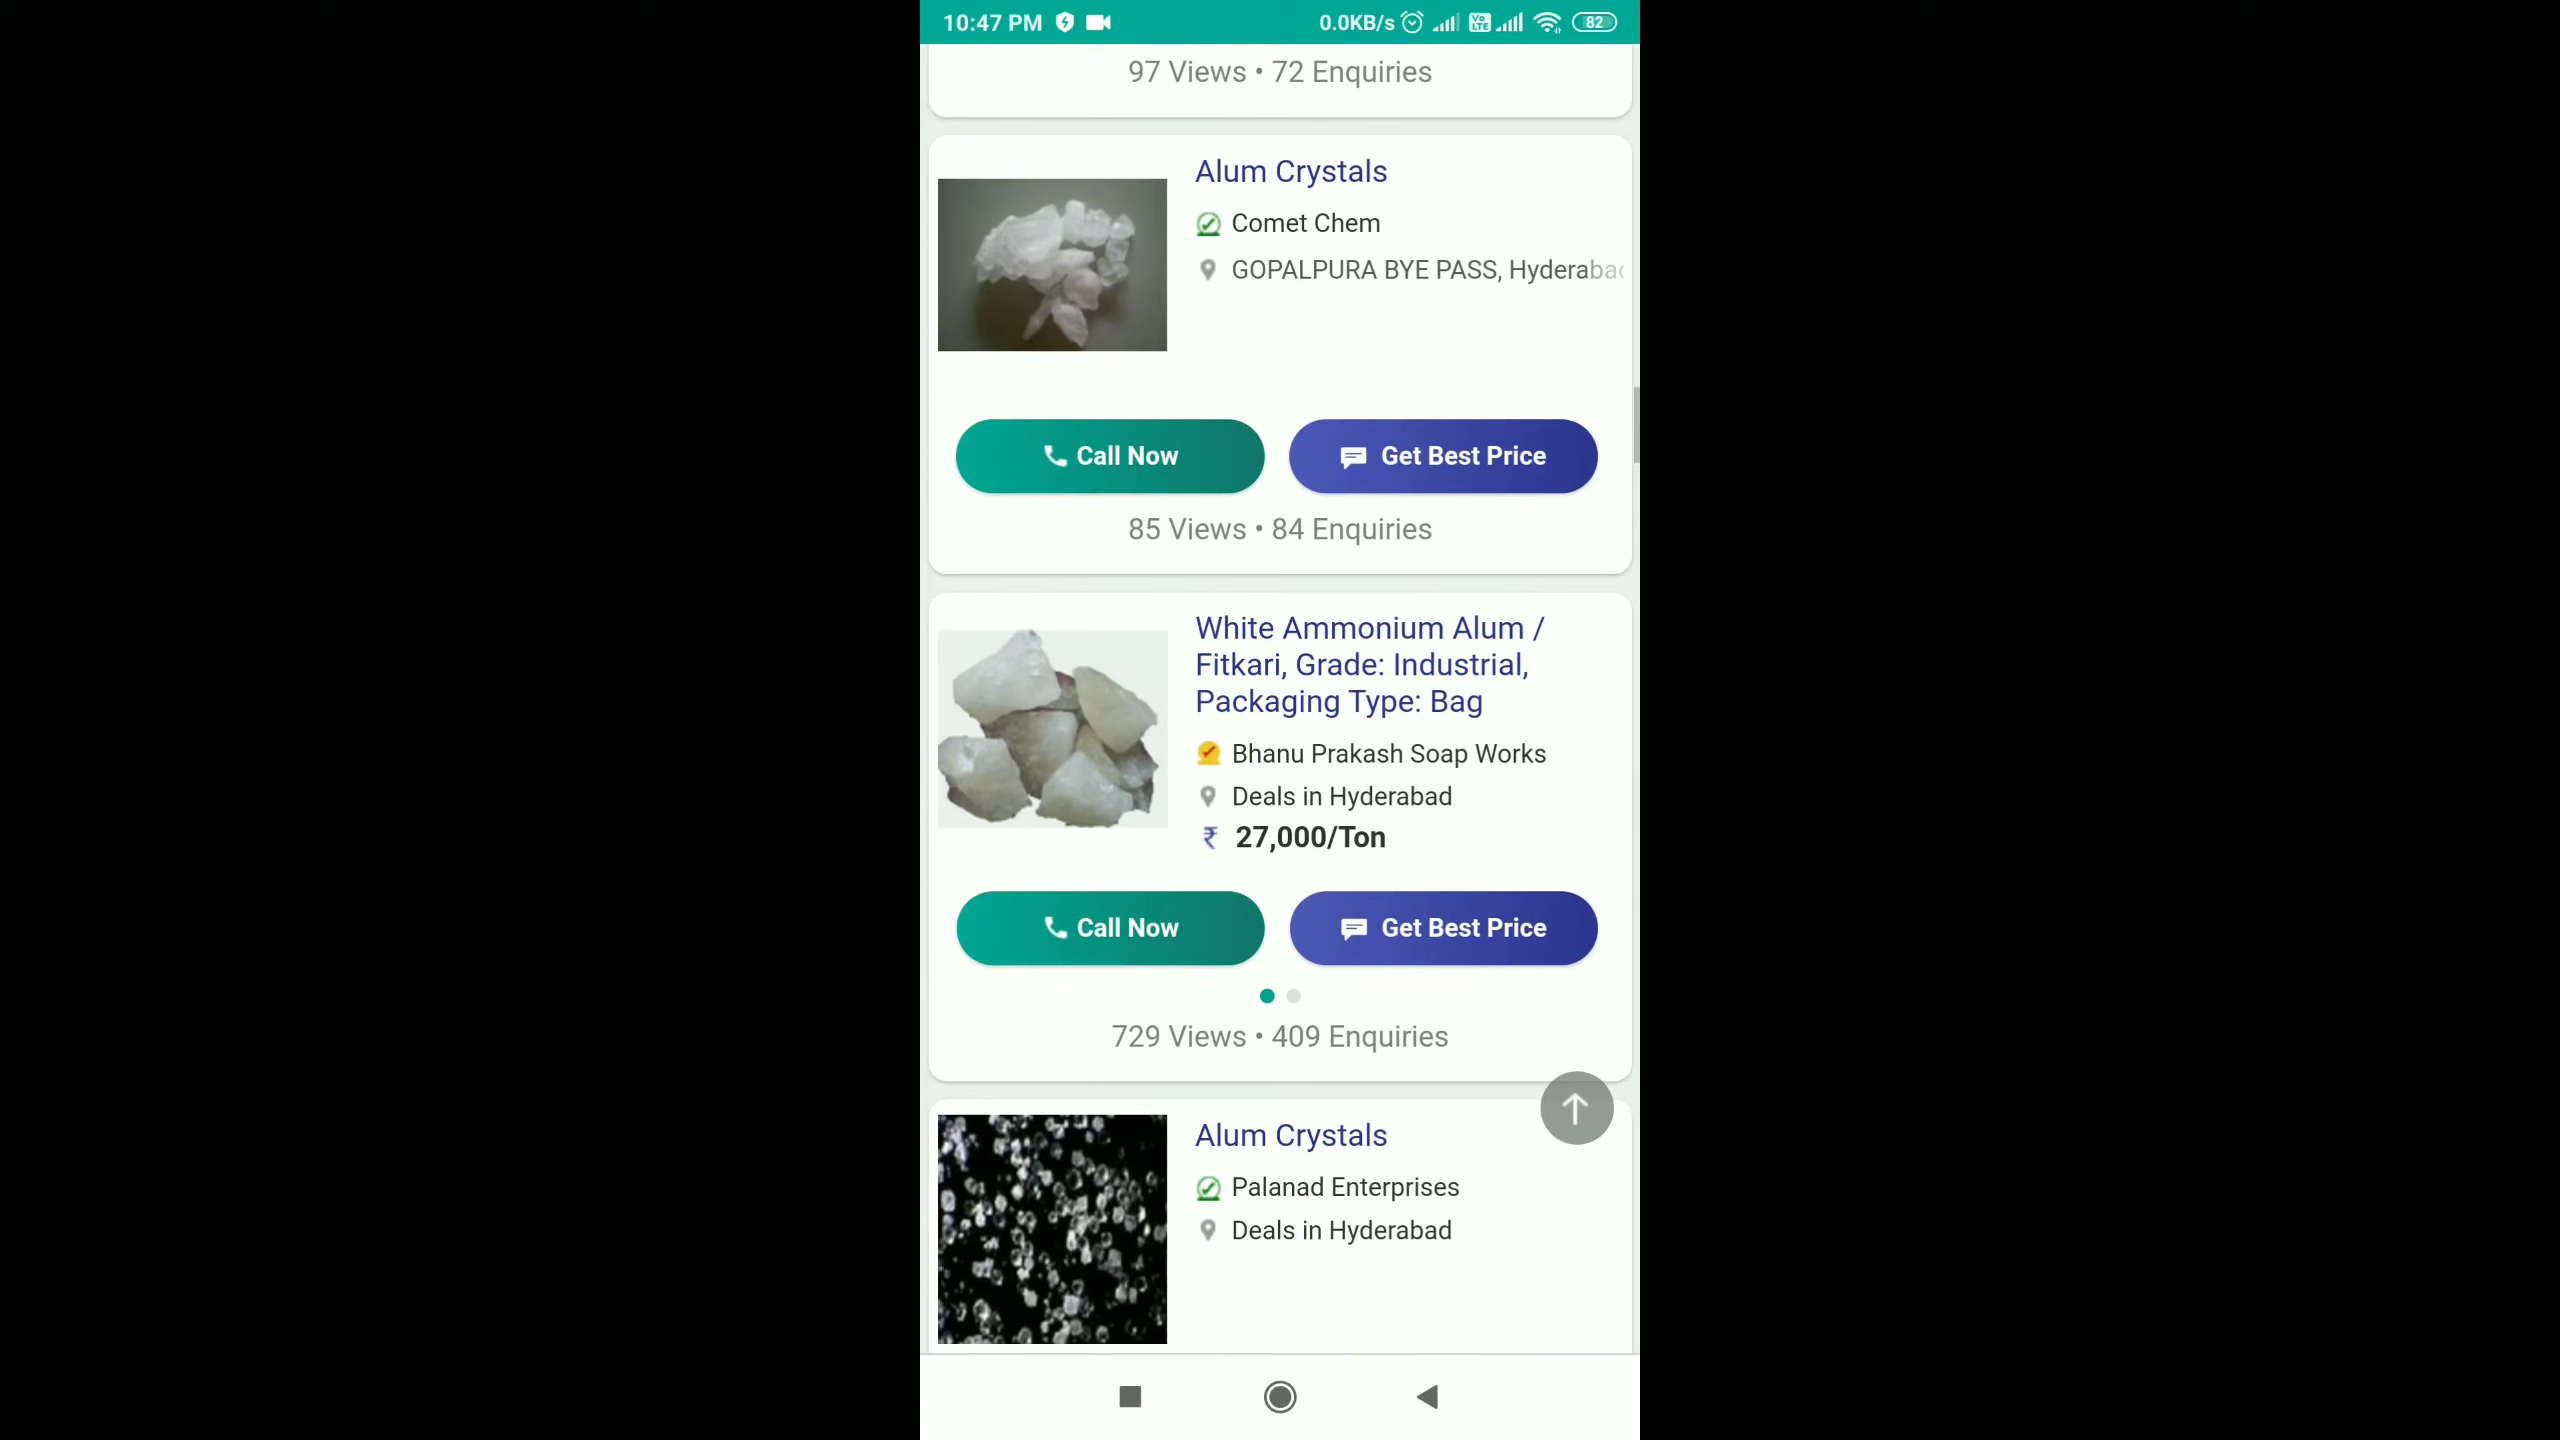 10:47 PM 0.0KB/s Vo LTE 82
97 Views • 72 Enquiries
Alum Crystals
Comet Chem
GOPALPURA BYE PASS, Hyderabad
Call Now Get Best Price
85 Views • 84 Enquiries
White Ammonium Alum /
Fitkari, Grade: Industrial,
Packaging Type: Bag
Bhanu Prakash Soap Works
Deals in Hyderabad
₹ 27,000/Ton
Call Now Get Best Price
729 Views • 409 Enquiries
Alum Crystals
Palanad Enterprises
Deals in Hyderabad